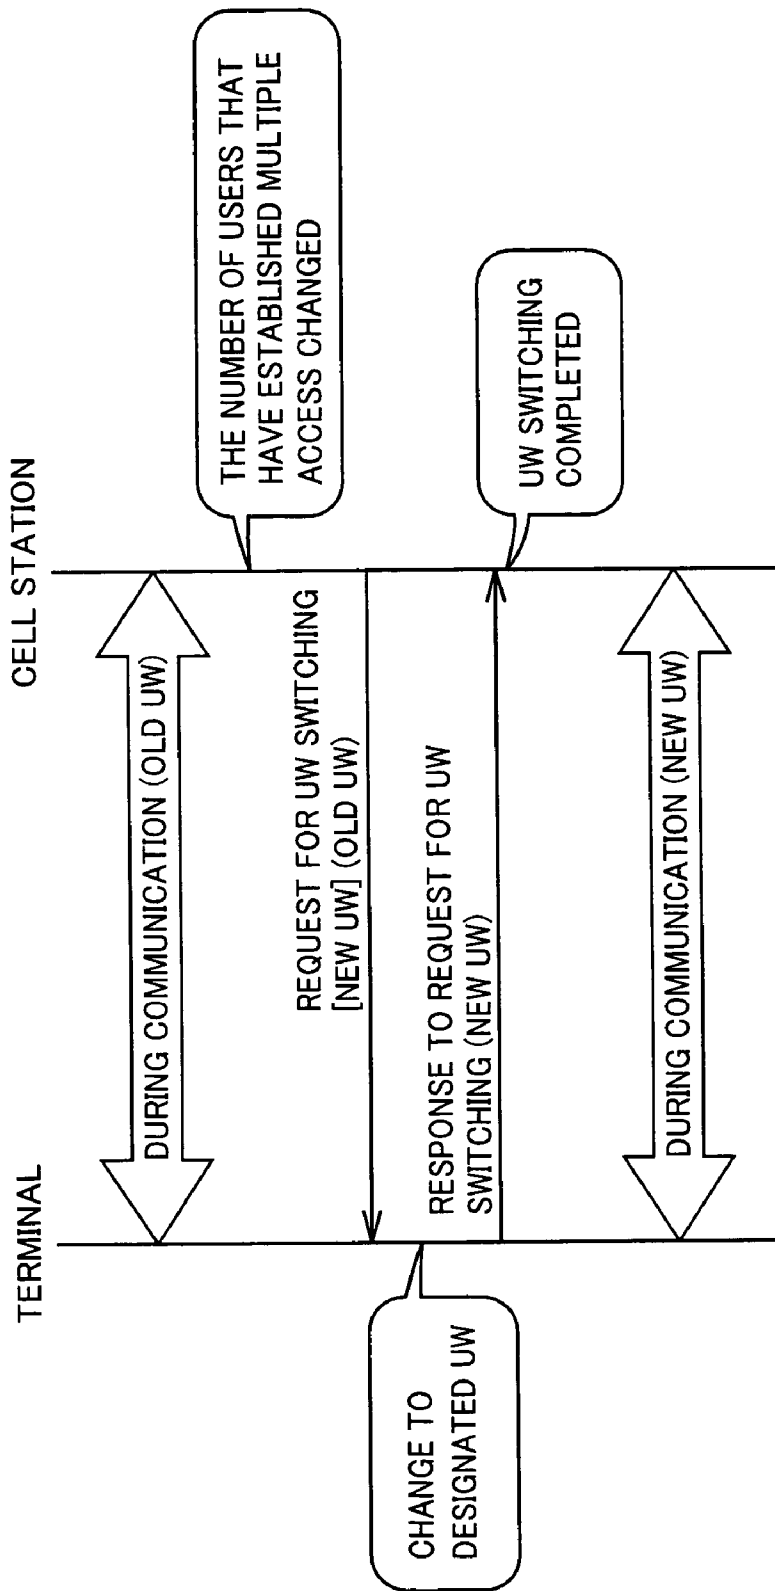 TERMINAL
CELL STATION
DURING COMMUNICATION (OLD UW)
THE NUMBER OF USERS THAT
HAVE ESTABLISHED MULTIPLE
ACCESS CHANGED
REQUEST FOR UW SWITCHING
[NEW UW] (OLD UW)
CHANGE TO
DESIGNATED UW
RESPONSE TO REQUEST FOR UW
SWITCHING (NEW UW)
UW SWITCHING
COMPLETED
DURING COMMUNICATION (NEW UW)